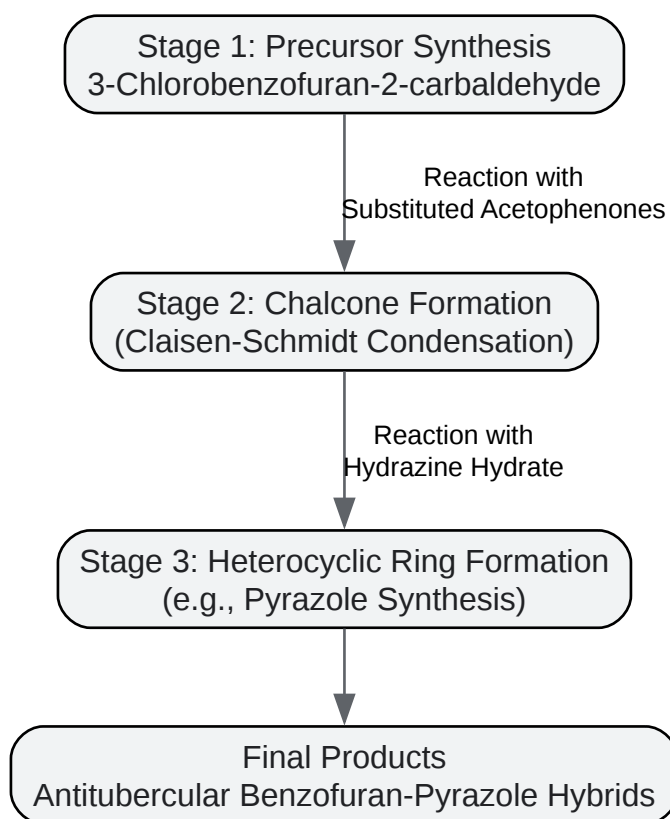 Stage 1: Precursor Synthesis
3-Chlorobenzofuran-2-carbaldehyde
Reaction with
Substituted Acetophenones
Stage 2: Chalcone Formation
(Claisen-Schmidt Condensation)
Reaction with
Hydrazine Hydrate
Stage 3: Heterocyclic Ring Formation
(e.g., Pyrazole Synthesis)
Final Products
Antitubercular Benzofuran-Pyrazole Hybrids